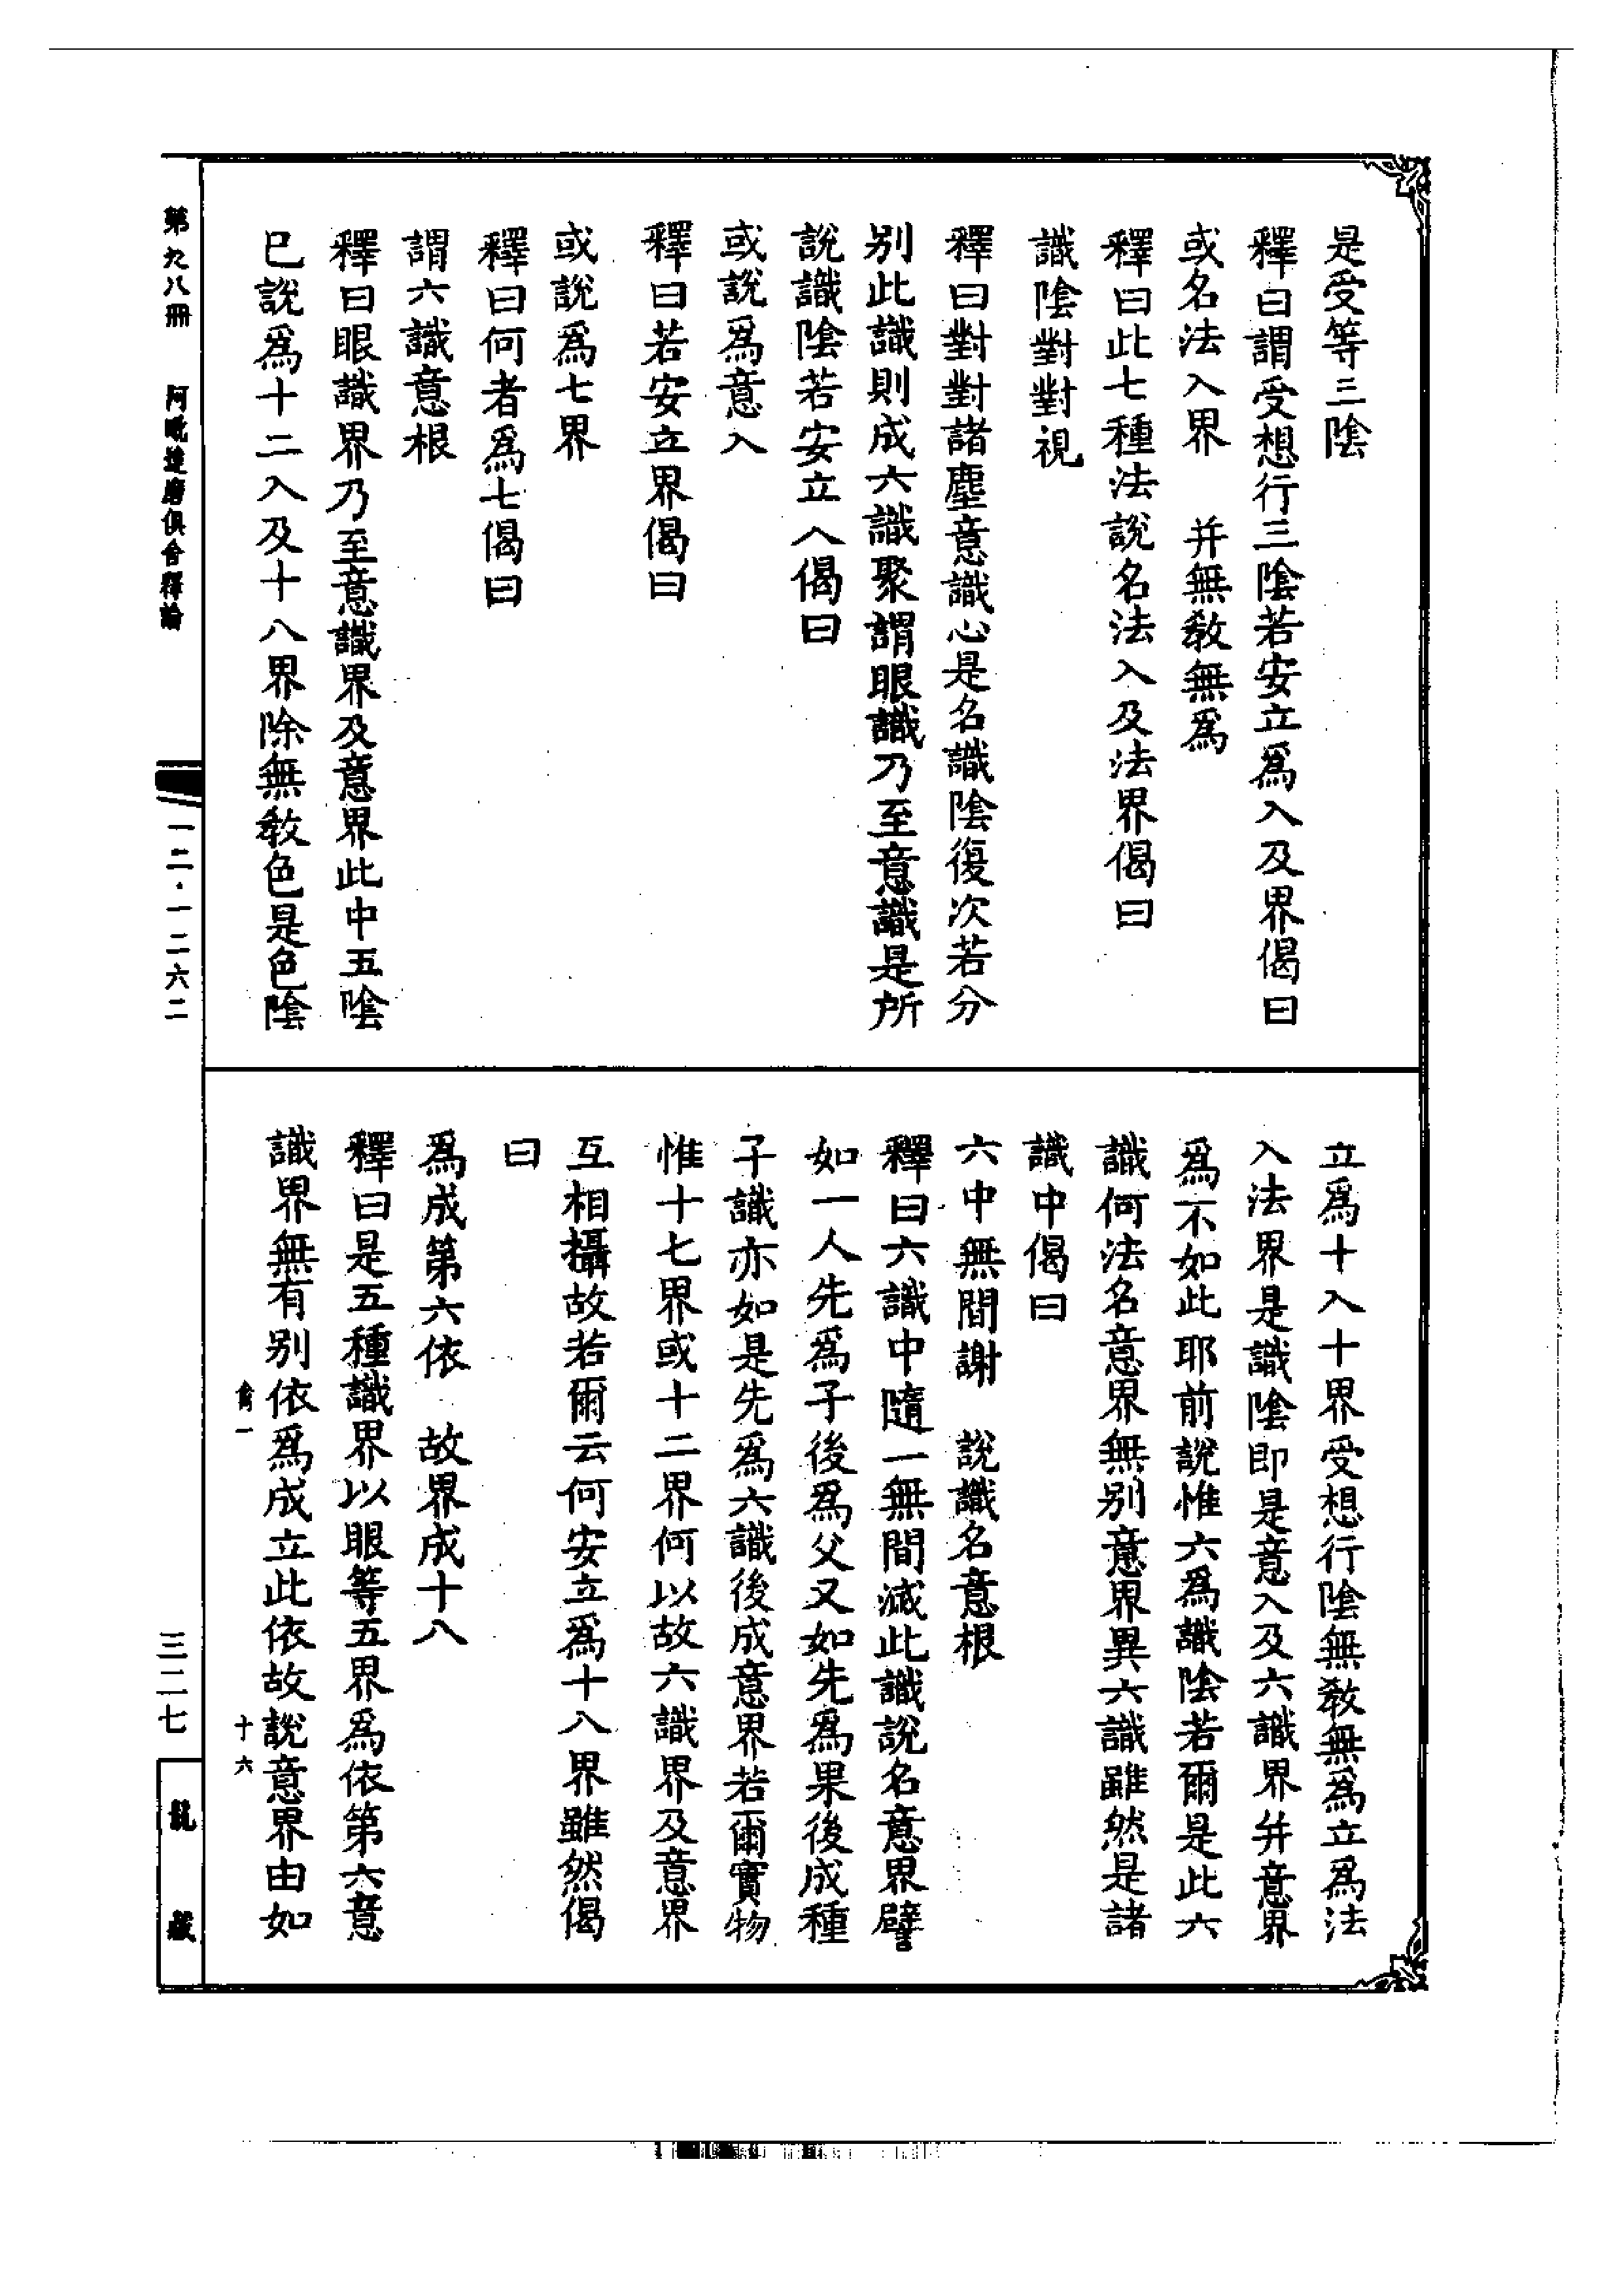 是受等三陰
釋曰謂受想行三陰若安立爲入及界偈曰
或名法入界　并無教無爲
釋曰此七種法說名法入及法界偈曰
識陰對對視
釋曰對對諸塵意識心是名識陰復次若分
別此識則成六識聚謂眼識乃至意識是所
說識陰若安立入偈曰
或說爲意入
釋曰若安立界偈曰
或說爲七界
釋曰何者爲七偈曰
謂六識意根
釋曰眼識界乃至意識界及意界此中五陰
已說爲十二入及十八界除無教色是色陰
立爲十入十界受想行陰無教無爲立爲法
入法界是識陰即是意入及六識界并意界
爲不如此耶前說惟六爲識陰若爾是此六
識何法名意界無別意界異六識雖然是諸
識中偈曰
六中無間謝　說識名意根
釋曰六識中隨一無間滅此識說名意界譬
如一人先爲子後爲父又如先爲果後成種
子識亦如是先爲六識後成意界若爾實物
惟十七界或十二界何以故六識界及意界
互相攝故若爾云何安立爲十八界雖然偈
曰
爲成第六依　故界成十八
釋曰是五種識界以眼等五界爲依第六意
識界無有別依爲成立此依故說意界由如
禽一　十六
第九八冊　阿毗達磨俱舍釋論　一二·一二六二　三二七　龍藏